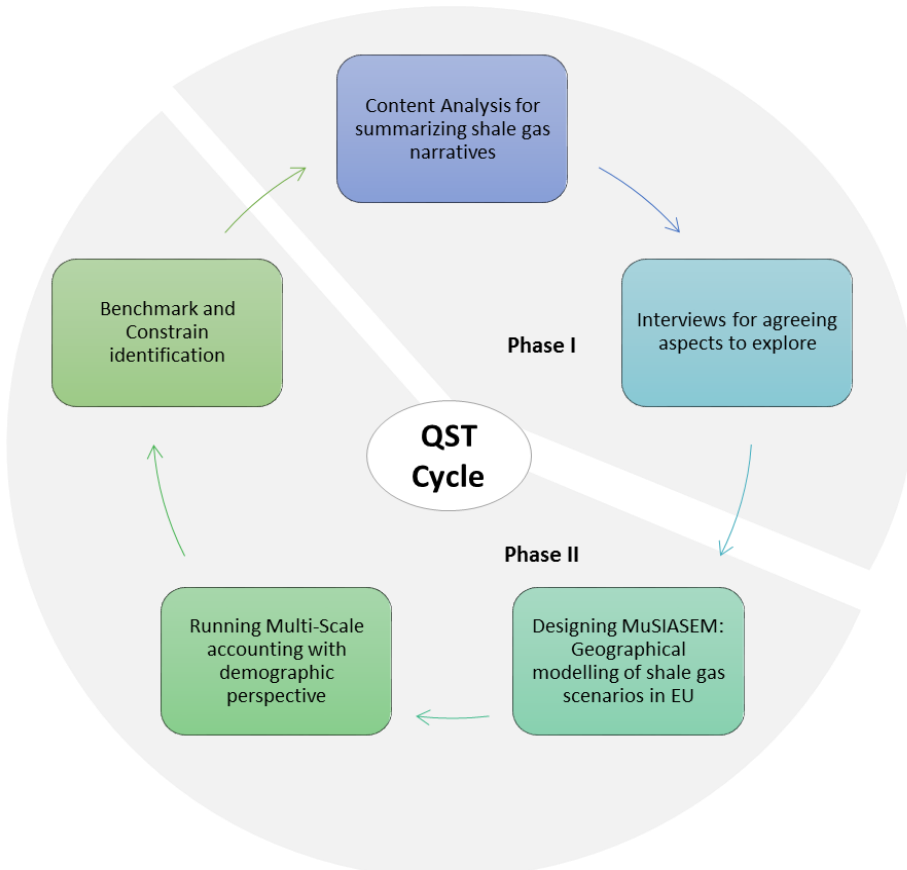 Content Analysis for
summarizing shale gas
narratives
Interviews for agreeing
aspects to explore
Phase I
Benchmark and
Constrain
identification
QST
Cycle
Phase II
Designing MuSIASEM:
Geographical
modelling of shale gas
scenarios in EU
Running Multi-Scale
accounting with
demographic
perspective